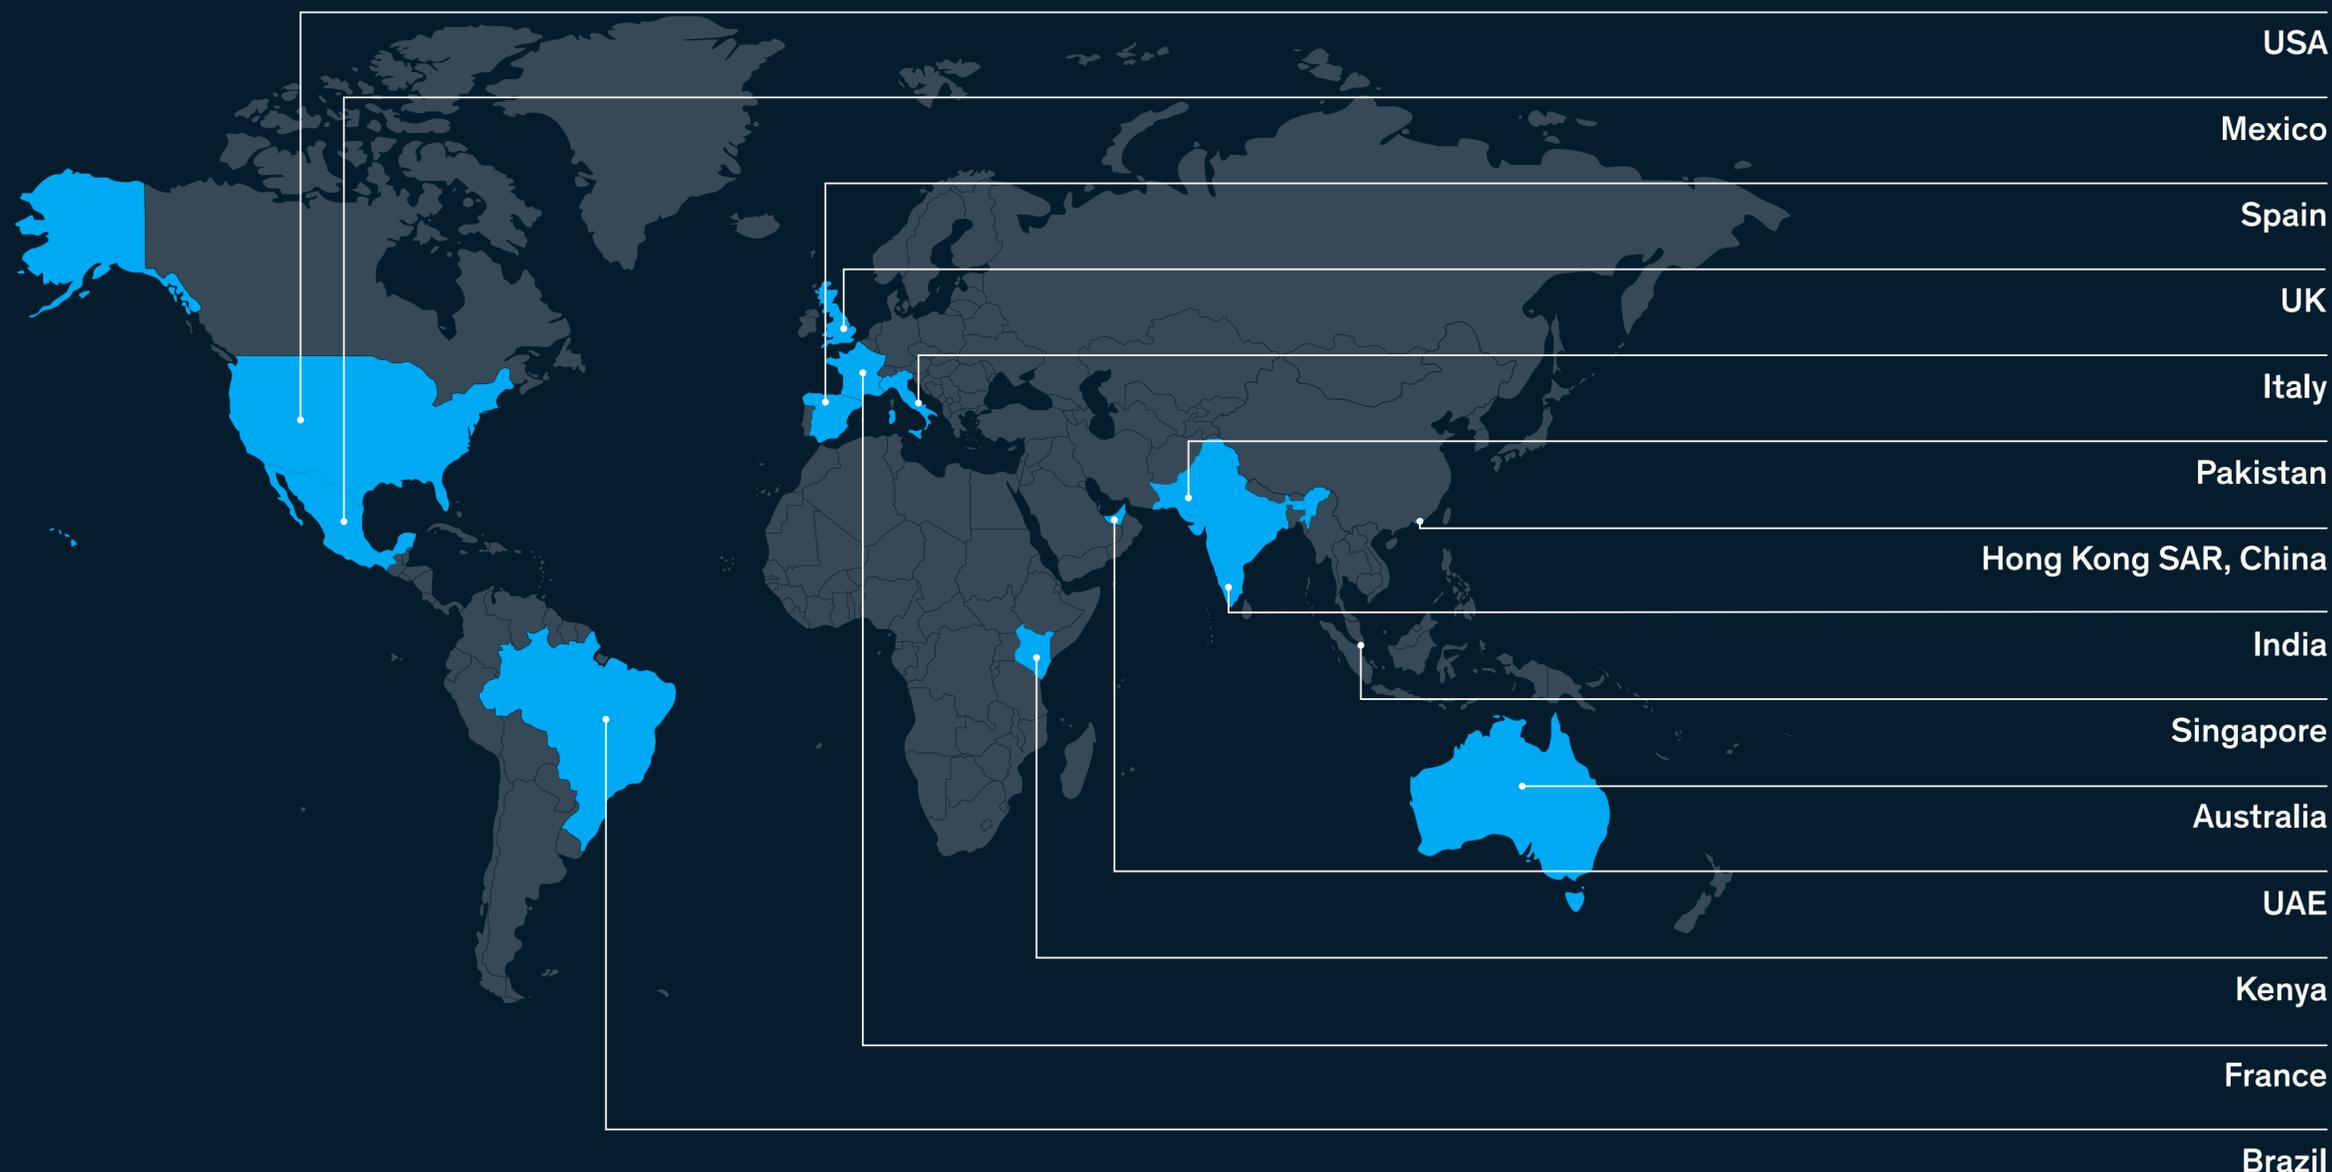 USA
Mexico
Spain
UK
Italy
Pakistan
Hong Kong SAR, China
India
Singapore
Australia
UAE
Kenya
France
Brazil